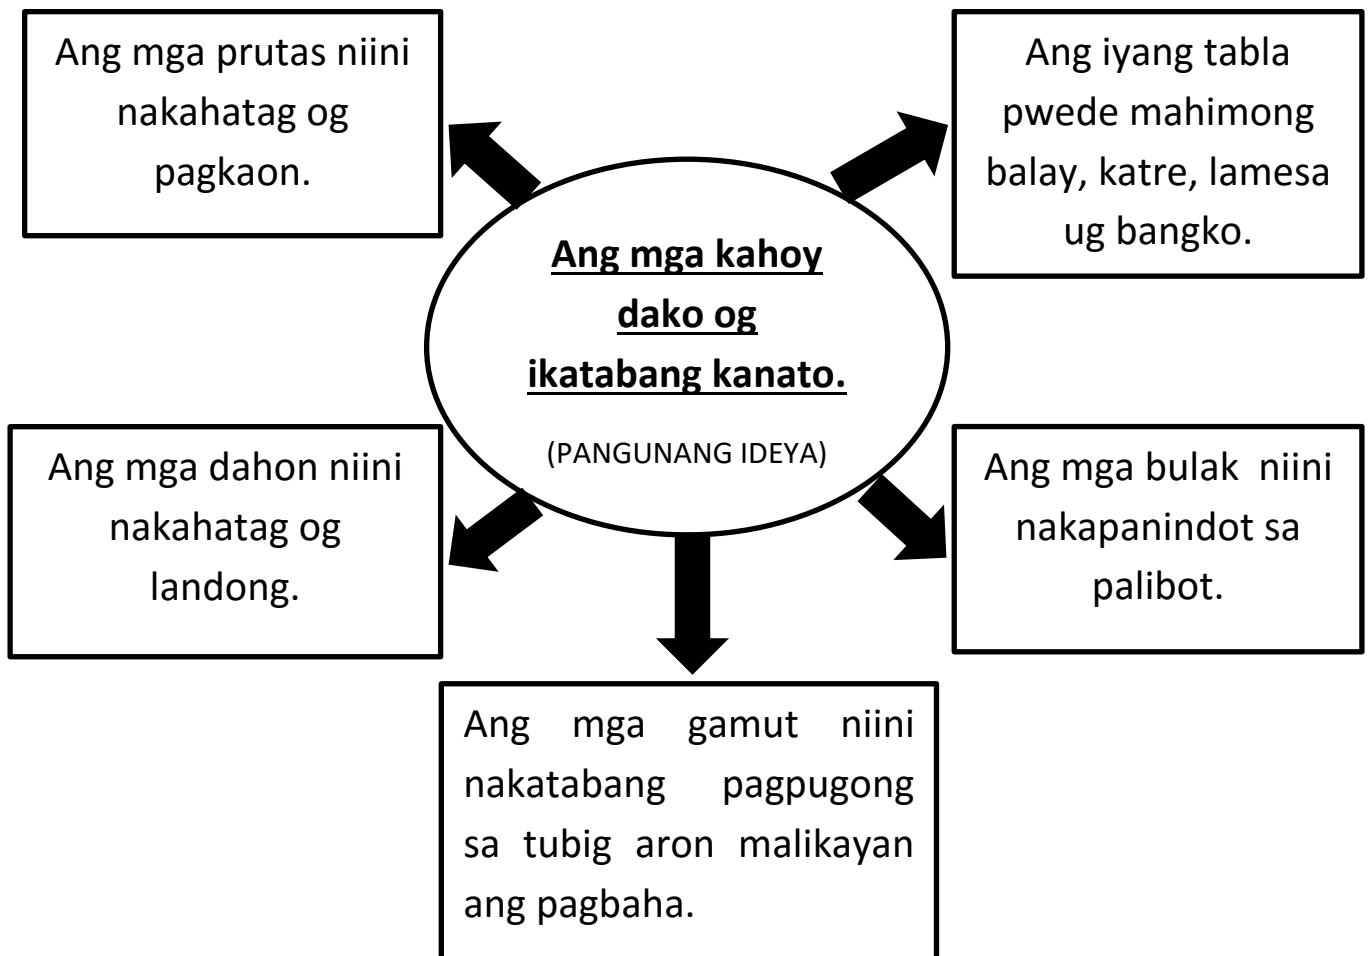 Ang mga prutas niini
nakahatag og
pagkaon.
Ang iyang tabla
pwede mahimong
balay, katre, lamesa
ug bangko.
Ang mga kahoy
dako og
ikatabang kanato.
(PANGUNANG IDEYA)
Ang mga dahon niini
nakahatag og
landong.
Ang mga bulak niini
nakapanindot sa
palibot.
Ang mga gamut niini
nakatabang pagpugong
sa tubig aron malikayan
ang pagbaha.